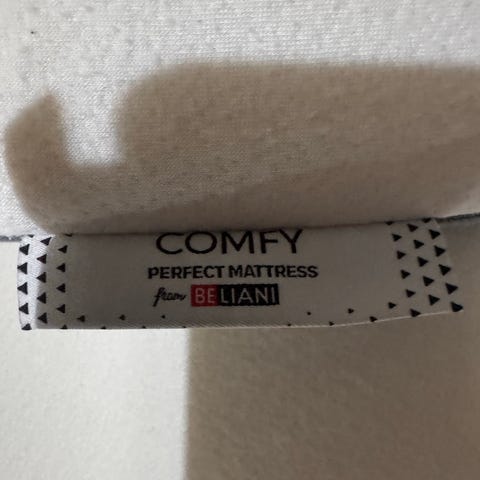 COMFY
PERFECT MATTRESS
from BELIANI